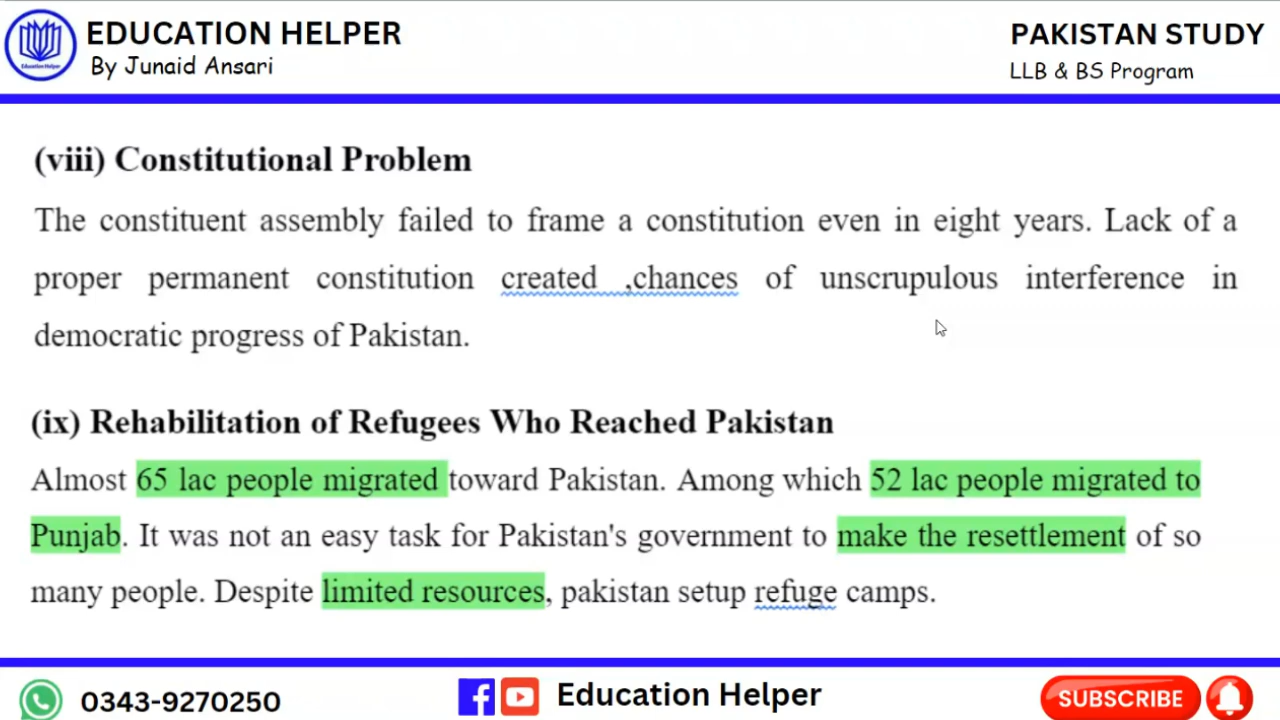 EDUCATION HELPER
By Junaid Ansari
Education Helper
PAKISTAN STUDY
LLB & BS Program
(viii) Constitutional Problem
The constituent assembly failed to frame a constitution even in eight years. Lack of a
proper permanent constitution created ,chances of unscrupulous interference in
democratic progress of Pakistan.
(ix) Rehabilitation of Refugees Who Reached Pakistan
Almost 65 lac people migrated toward Pakistan. Among which 52 lac people migrated to
Punjab. It was not an easy task for Pakistan's government to make the resettlement of so
many people. Despite limited resources, pakistan setup refuge camps.
0343-9270250
Education Helper
SUBSCRIBE